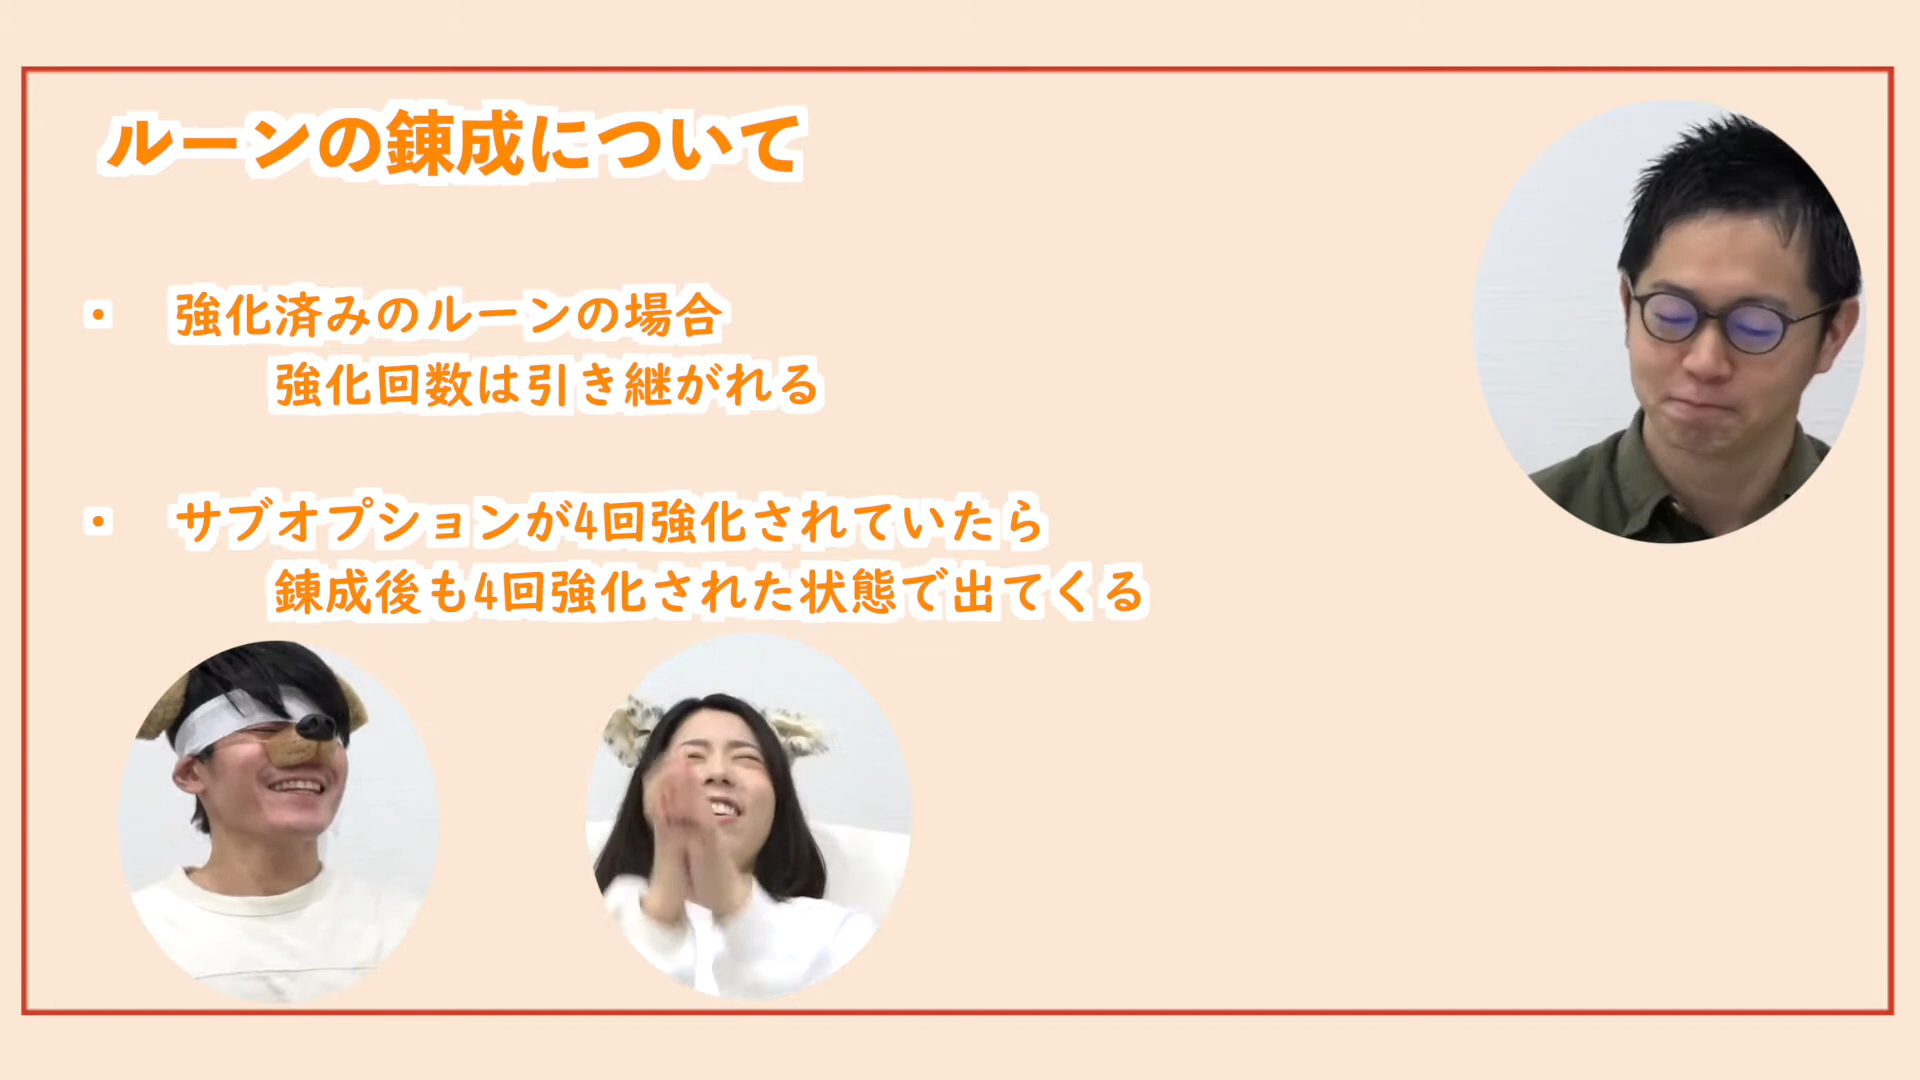 ルーンの錬成について
・ 強化済みのルーンの場合
強化回数は引き継がれる
・ サブオプションが4回強化されていたら
錬成後も4回強化された状態で出てくる